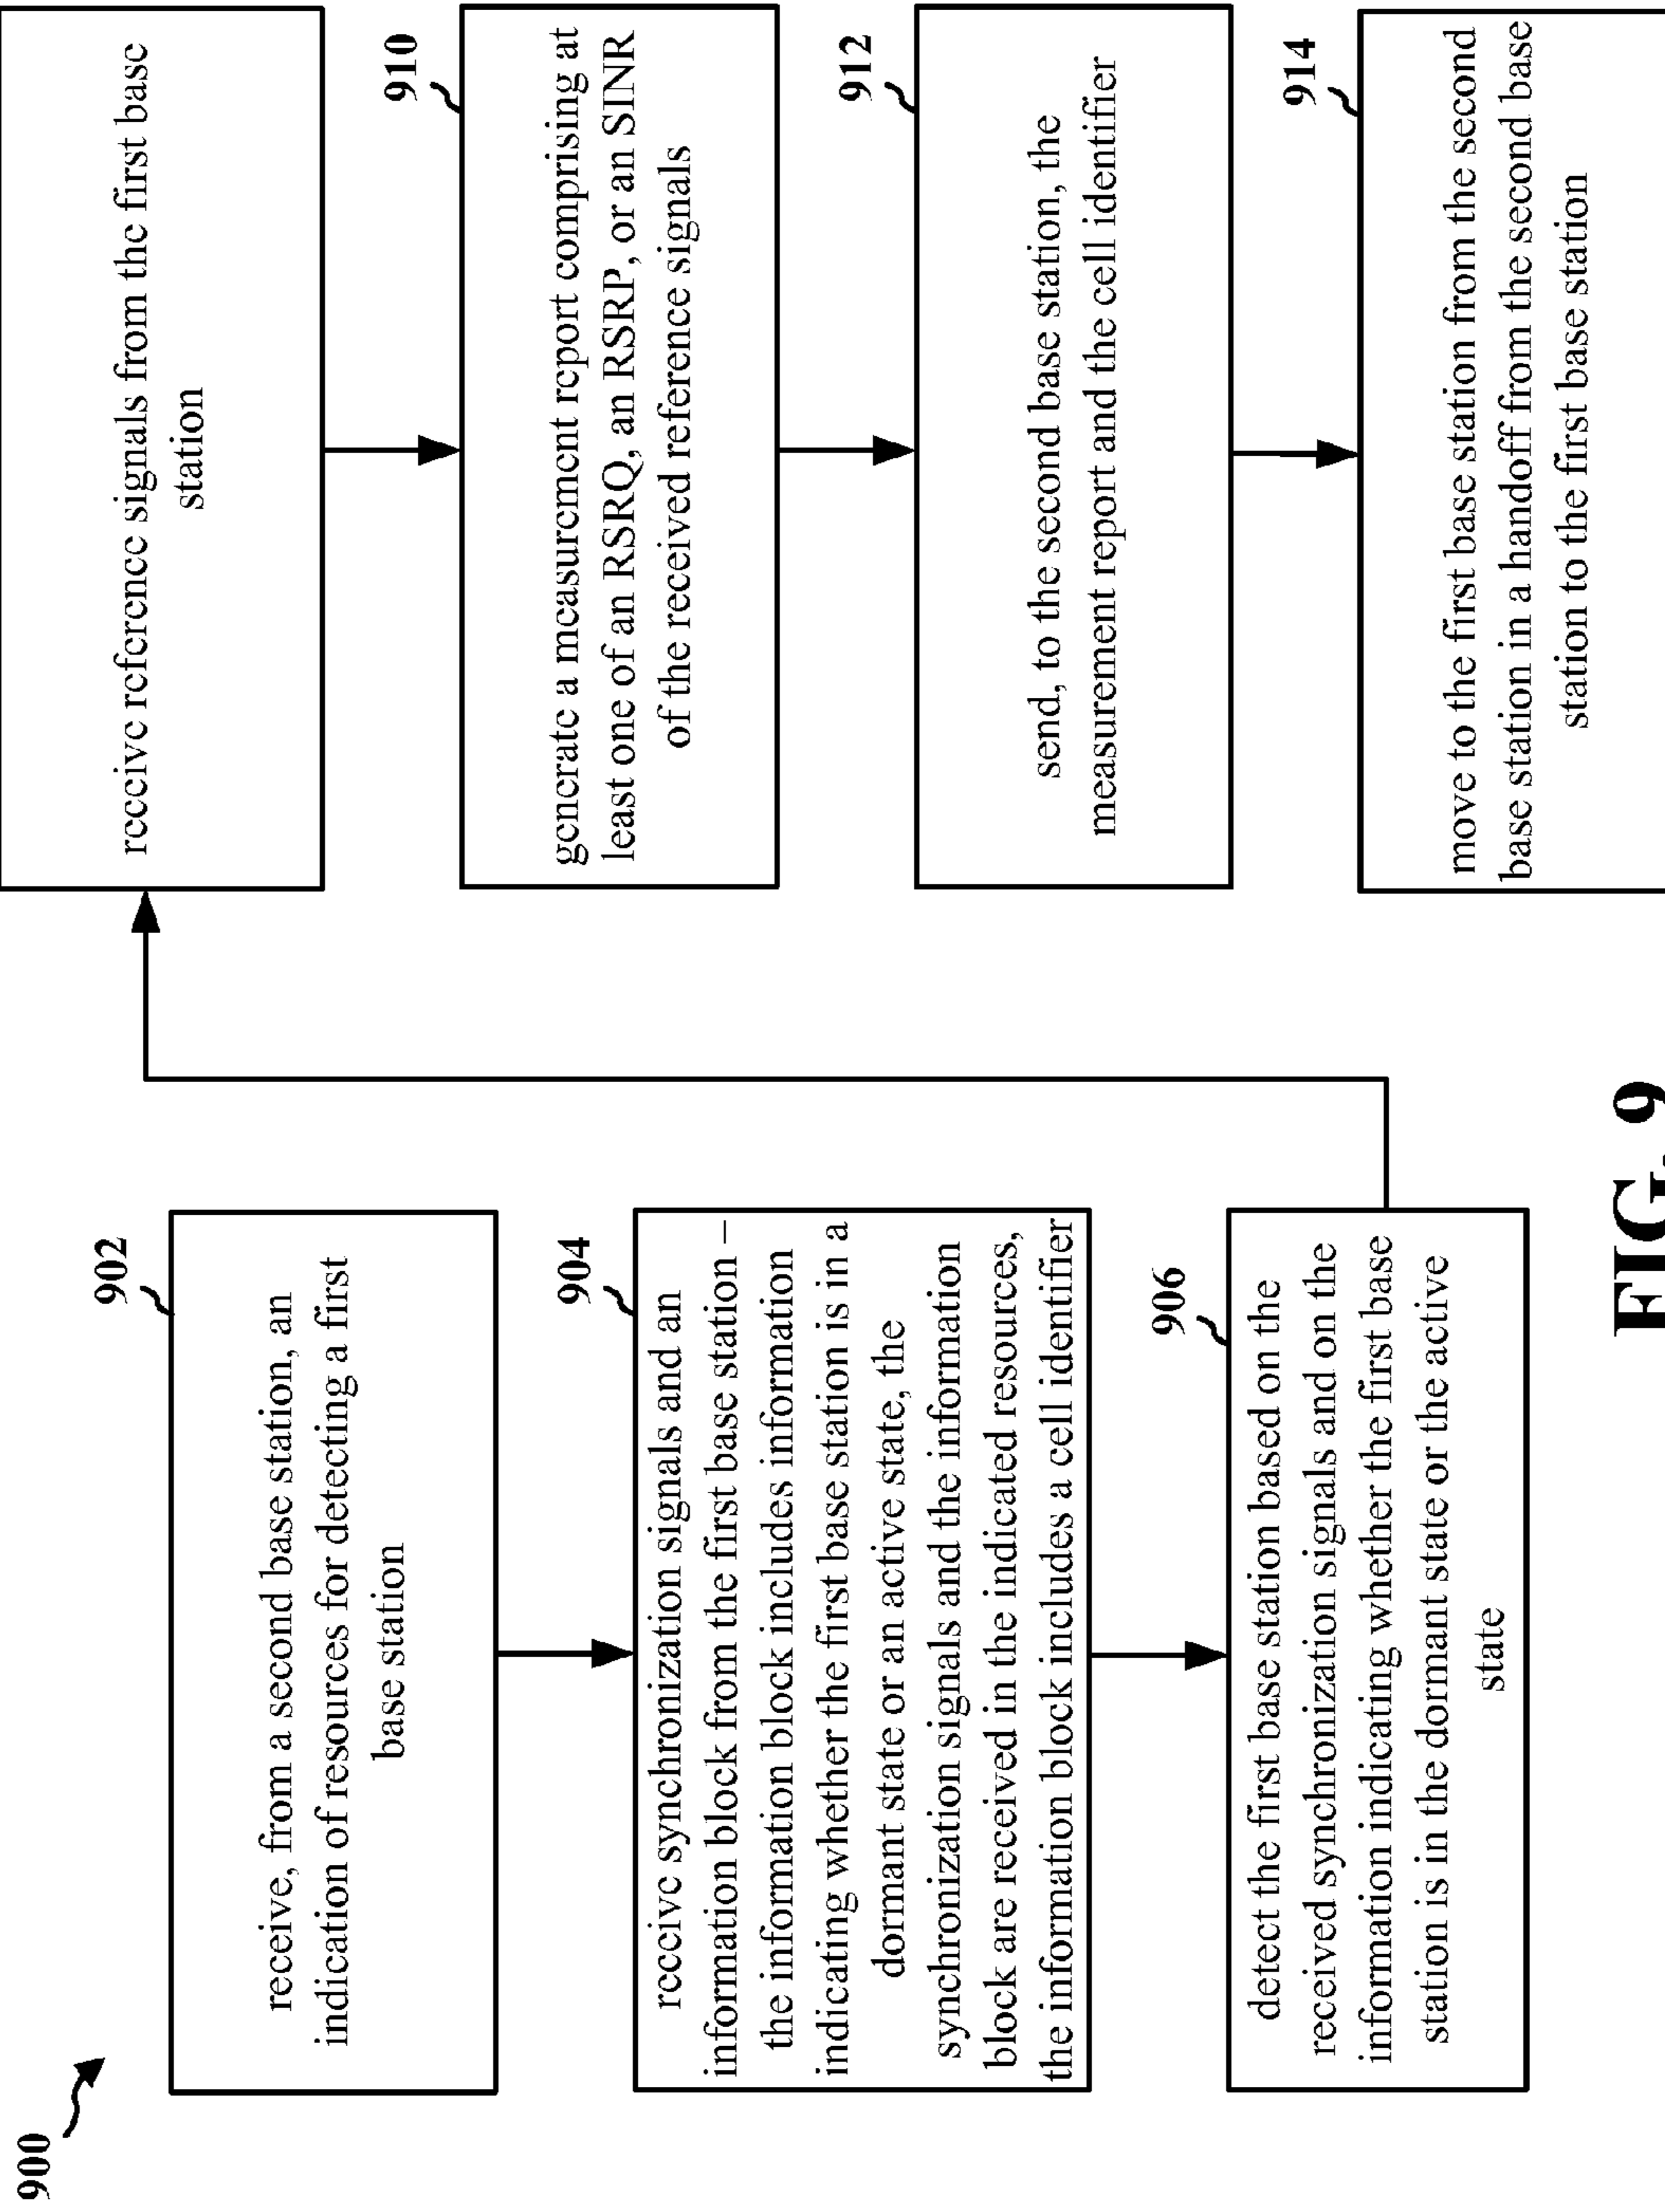 900
902
receive, from a second base station, an
indication of resources for detecting a first
base station
904
receive synchronization signals and an
information block from the first base station –
the information block includes information
indicating whether the first base station is in a
dormant state or an active state, the
synchronization signals and the information
block are received in the indicated resources,
the information block includes a cell identifier
906
detect the first base station based on the
received synchronization signals and on the
information indicating whether the first base
station is in the dormant state or the active
state
receive reference signals from the first base
station
910
generate a measurement report comprising at
least one of an RSRQ, an RSRP, or an SINR
of the received reference signals
912
send, to the second base station, the
measurement report and the cell identifier
914
move to the first base station from the second
base station in a handoff from the second base
station to the first base station
FIG. 9